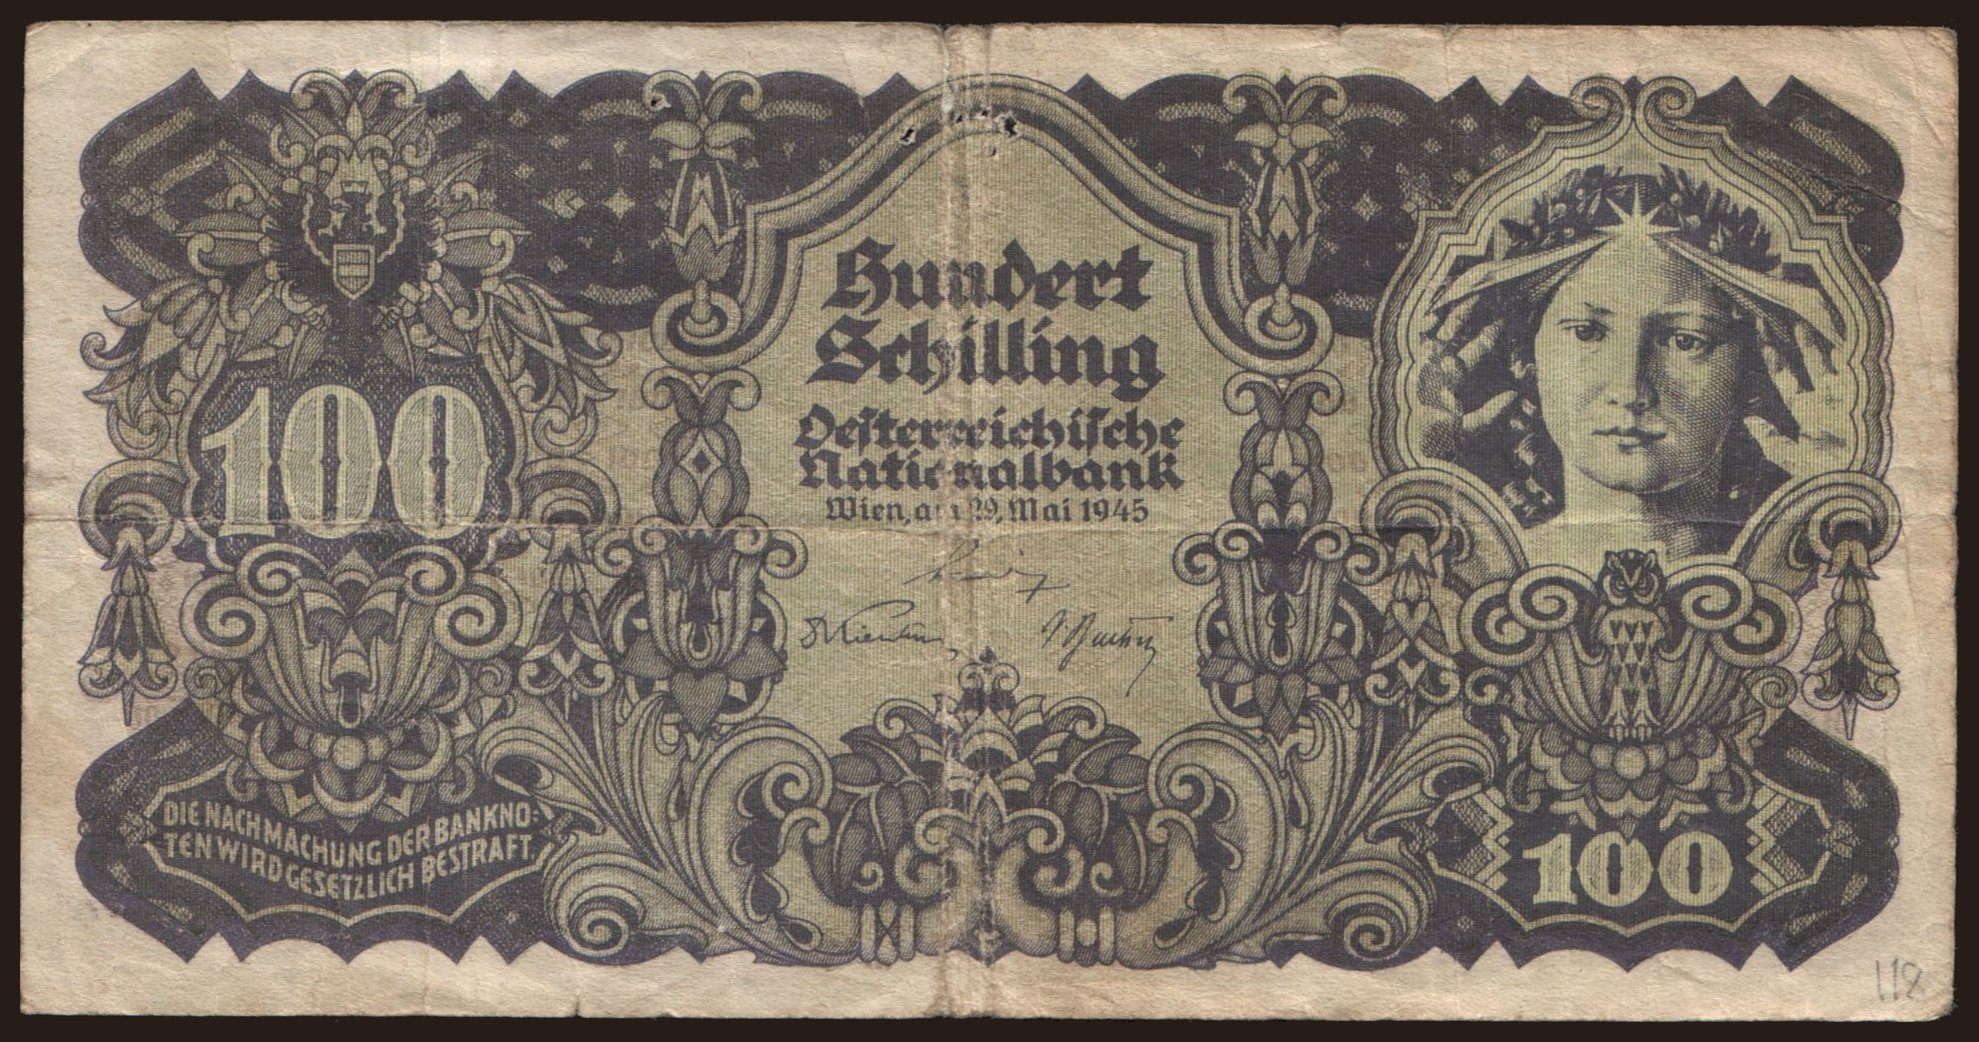 100
Hundert
Schilling
Oesterreichische
Nationalbank
Wien, am 29. Mai 1945
DIE NACHMACHUNG DER BANKNO=
TEN WIRD GESETZLICH BESTRAFT.
100
118